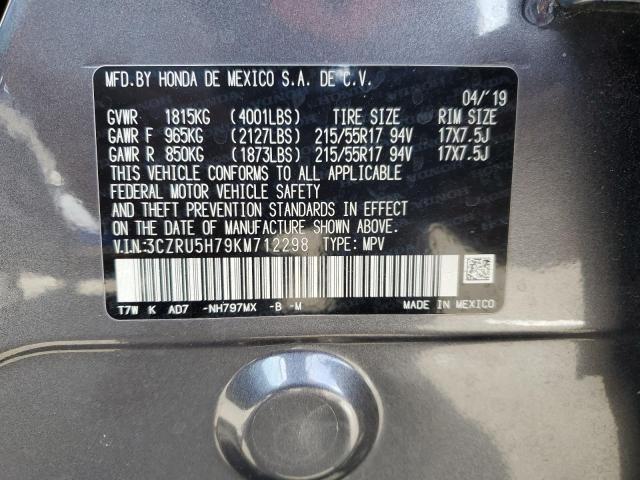 MFD.BY HONDA DE MEXICO S.A. DE C.V.
04/'19
GVWR 1815KG (4001LBS) TIRE SIZE RIM SIZE
GAWR F 965KG (2127LBS) 215/55R17 94V 17X7.5J
GAWR R 850KG (1873LBS) 215/55R17 94V 17X7.5J
THIS VEHICLE CONFORMS TO ALL APPLICABLE
FEDERAL MOTOR VEHICLE SAFETY
AND THEFT PREVENTION STANDARDS IN EFFECT
ON THE DATE OF MANUFACTURE SHOWN ABOVE.
V.I.N.:3CZRU5H79KM712298 TYPE: MPV
T7W K AD7 -NH797MX -B -M MADE IN MEXICO